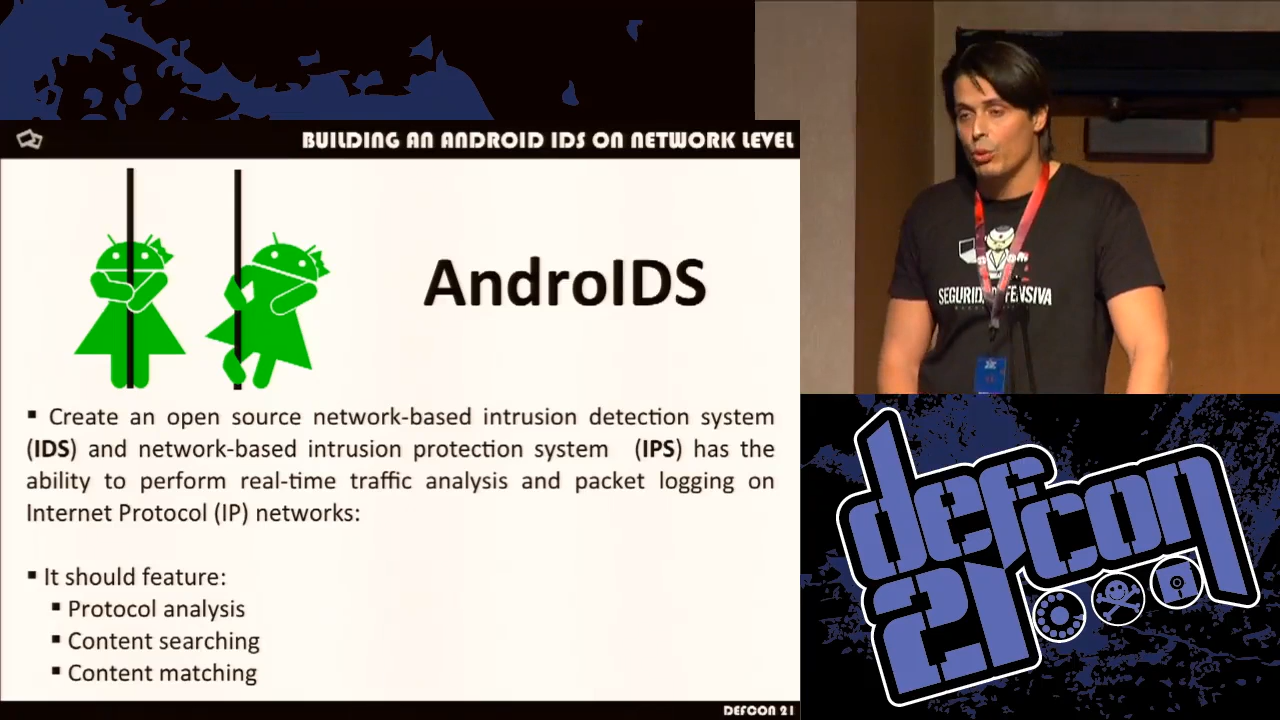 BUILDING AN ANDROID IDS ON NETWORK LEVEL
AndroIDS
▪ Create an open source network-based intrusion detection system
(IDS) and network-based intrusion protection system (IPS) has the
ability to perform real-time traffic analysis and packet logging on
Internet Protocol (IP) networks:
▪ It should feature:
▪ Protocol analysis
▪ Content searching
▪ Content matching
DEFCON 21
defcon
21